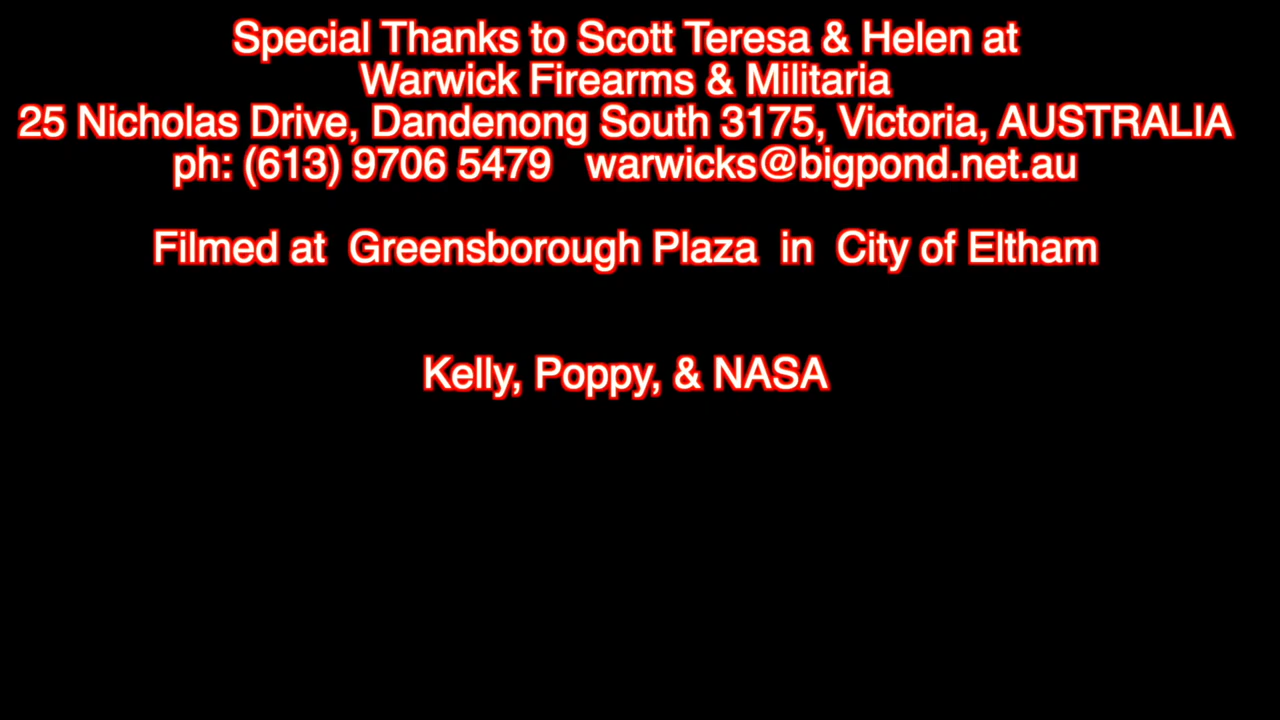 Special Thanks to Scott Teresa & Helen at
Warwick Firearms & Militaria
25 Nicholas Drive, Dandenong South 3175, Victoria, AUSTRALIA
ph: (613) 9706 5479   warwicks@bigpond.net.au
Filmed at  Greensborough Plaza  in  City of Eltham
Kelly, Poppy, & NASA